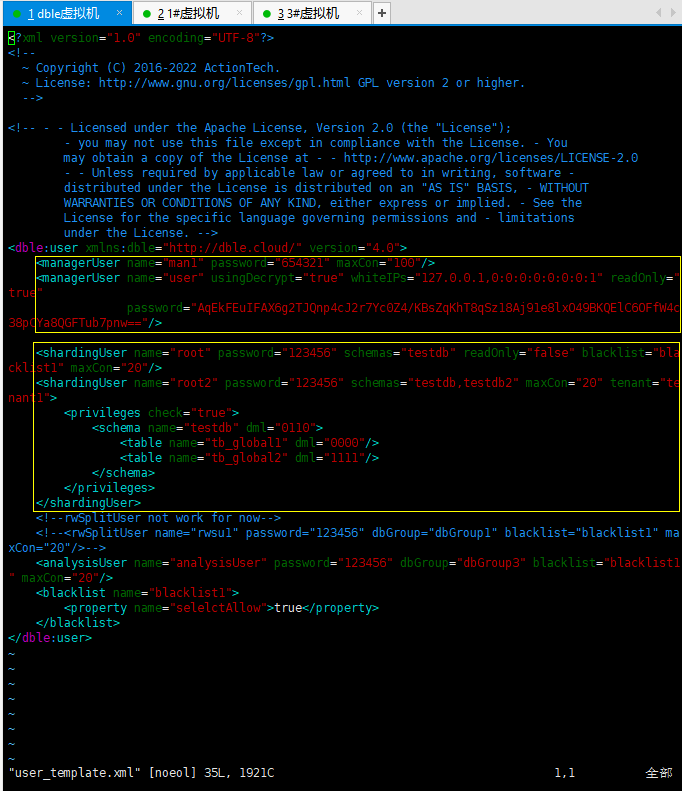 1 dble虚拟机 × 2 1#虚拟机 × 3 3#虚拟机 × +
<?xml version="1.0" encoding="UTF-8"?>
<!--
  ~ Copyright (C) 2016-2022 ActionTech.
  ~ License: http://www.gnu.org/licenses/gpl.html GPL version 2 or higher.
  -->
<!-- - - Licensed under the Apache License, Version 2.0 (the "License");
        - you may not use this file except in compliance with the License. - You
        may obtain a copy of the License at - - http://www.apache.org/licenses/LICENSE-2.0
        - - Unless required by applicable law or agreed to in writing, software -
        distributed under the License is distributed on an "AS IS" BASIS, - WITHOUT
        WARRANTIES OR CONDITIONS OF ANY KIND, either express or implied. - See the
        License for the specific language governing permissions and - limitations
        under the License. -->
<dble:user xmlns:dble="http://dble.cloud/" version="4.0">
    <managerUser name="man1" password="654321" maxCon="100"/>
    <managerUser name="user" usingDecrypt="true" whiteIPs="127.0.0.1,0:0:0:0:0:0:0:1" readOnly="
true"
                 password="AqEkFEuIFAX6g2TJQnp4cJ2r7Yc0Z4/KBsZqKhT8qSz18Aj91e8lxO49BKQElC6OFfW4c
38pCYa8QGFTub7pnw=="/>
    <shardingUser name="root" password="123456" schemas="testdb" readOnly="false" blacklist="bla
cklist1" maxCon="20"/>
    <shardingUser name="root2" password="123456" schemas="testdb,testdb2" maxCon="20" tenant="te
nant1">
        <privileges check="true">
            <schema name="testdb" dml="0110">
                <table name="tb_global1" dml="0000"/>
                <table name="tb_global2" dml="1111"/>
            </schema>
        </privileges>
    </shardingUser>
    <!--rwSplitUser not work for now-->
    <!--<rwSplitUser name="rwsu1" password="123456" dbGroup="dbGroup1" blacklist="blacklist1" ma
xCon="20"/>-->
    <analysisUser name="analysisUser" password="123456" dbGroup="dbGroup3" blacklist="blacklist1
" maxCon="20"/>
    <blacklist name="blacklist1">
        <property name="selelctAllow">true</property>
    </blacklist>
</dble:user>
~
~
~
~
~
~
~
~
"user_template.xml" [noeol] 35L, 1921C 1,1 全部